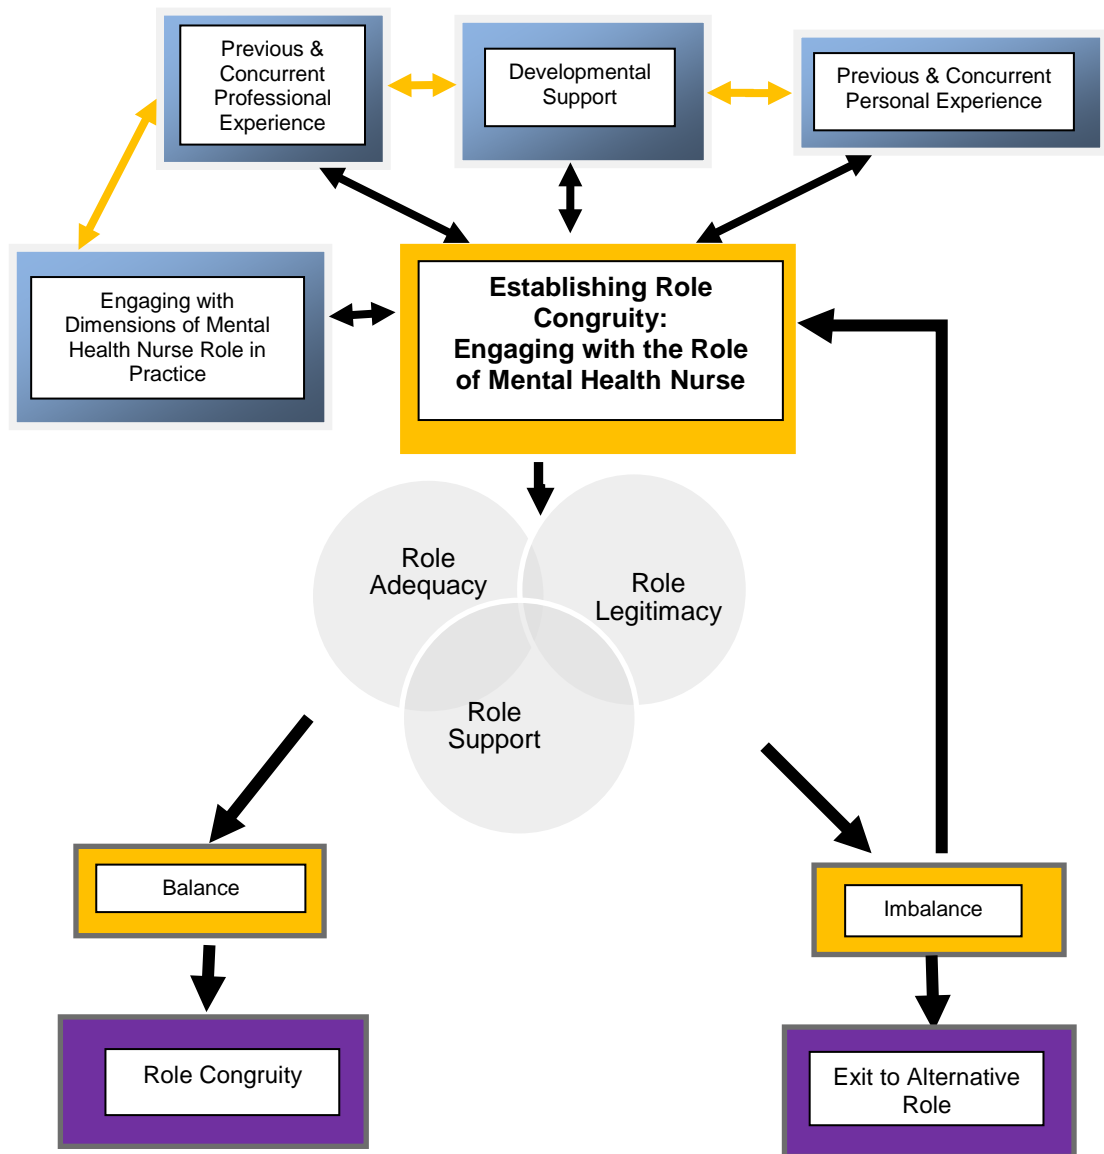 Previous &
Concurrent
Professional
Experience
Developmental
Support
Previous & Concurrent
Personal Experience
Engaging with
Dimensions of Mental
Health Nurse Role in
Practice
Establishing Role
Congruity:
Engaging with the Role
of Mental Health Nurse
Role
Adequacy
Role
Legitimacy
Role
Support
Balance
Imbalance
Role Congruity
Exit to Alternative
Role